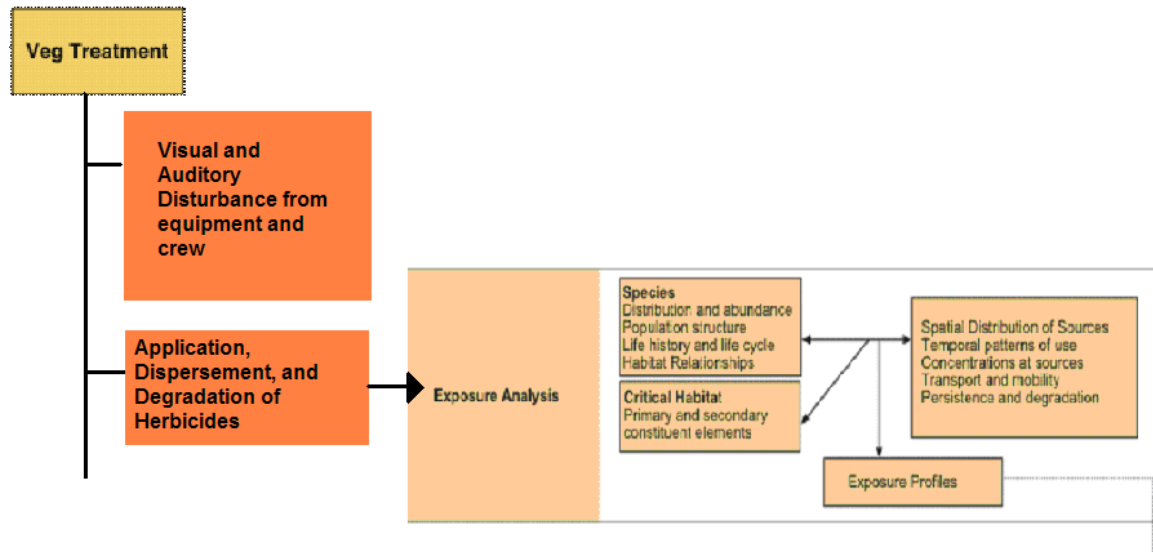 Veg Treatment
Visual and
Auditory
Disturbance from
equipment and
crew
Application,
Dispersement, and
Degradation of
Herbicides
Exposure Analysis
Species
Distribution and abundance
Population structure
Life history and life cycle
Habitat Relationships
Critical Habitat
Primary and secondary
constituent elements
Spatial Distribution of Sources
Temporal patterns of use
Concentrations at sources
Transport and mobility
Persistence and degradation
Exposure Profiles